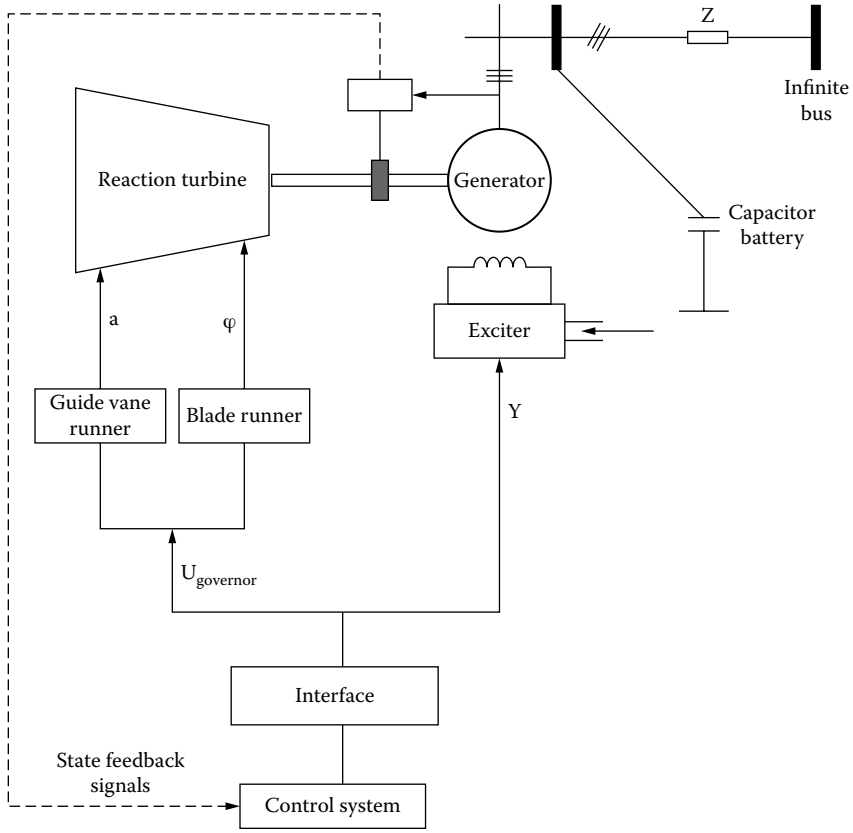 Z
Infinite
bus
Reaction turbine
Generator
Capacitor
battery
a
φ
Exciter
Guide vane
runner
Blade runner
Y
U governor
Interface
State feedback
signals
Control system